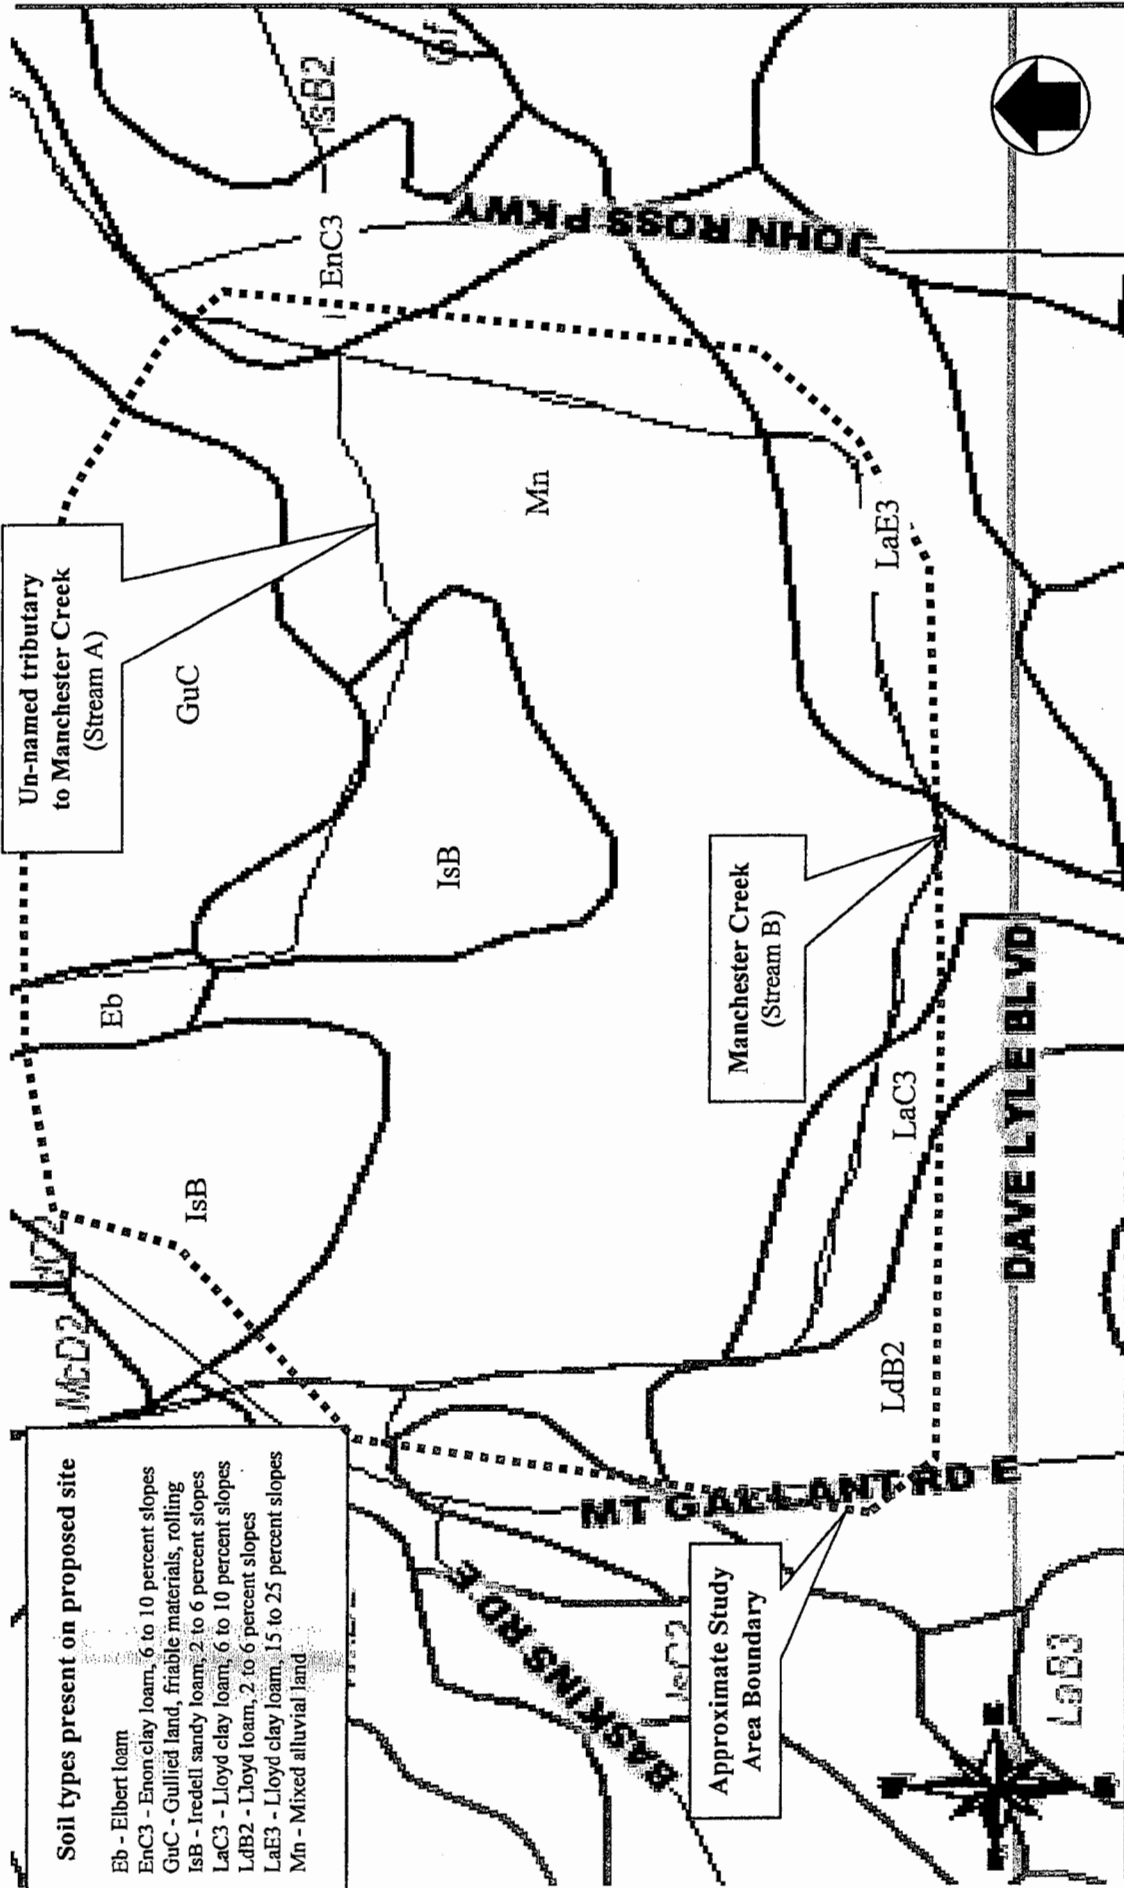 Soil types present on proposed site
Eb - Elbert loam
EnC3 - Enon clay loam, 6 to 10 percent slopes
GuC - Gullied land, friable materials, rolling
IsB - Iredell sandy loam, 2 to 6 percent slopes
LaC3 - Lloyd clay loam, 6 to 10 percent slopes
LdB2 - Lloyd loam, 2 to 6 percent slopes
LaE3 - Lloyd clay loam, 15 to 25 percent slopes
Mn - Mixed alluvial land
McD2
IsB
Eb
Un-named tributary
to Manchester Creek
(Stream A)
GuC
IsB
Mn
EnC3
IsB2
JOHN ROSS PKWY
LaE3
Manchester Creek
(Stream B)
LaC3
LdB2
MT GALLANT RD E
BASKINS RD E
Approximate Study
Area Boundary
DAVE LYLE BLVD
LaB3